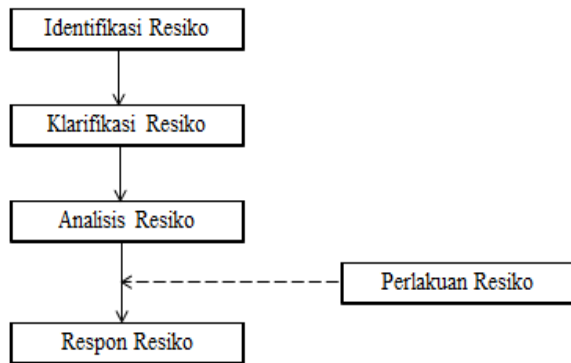 Identifikasi Resiko
Klarifikasi Resiko
Analisis Resiko
Perlakuan Resiko
Respon Resiko